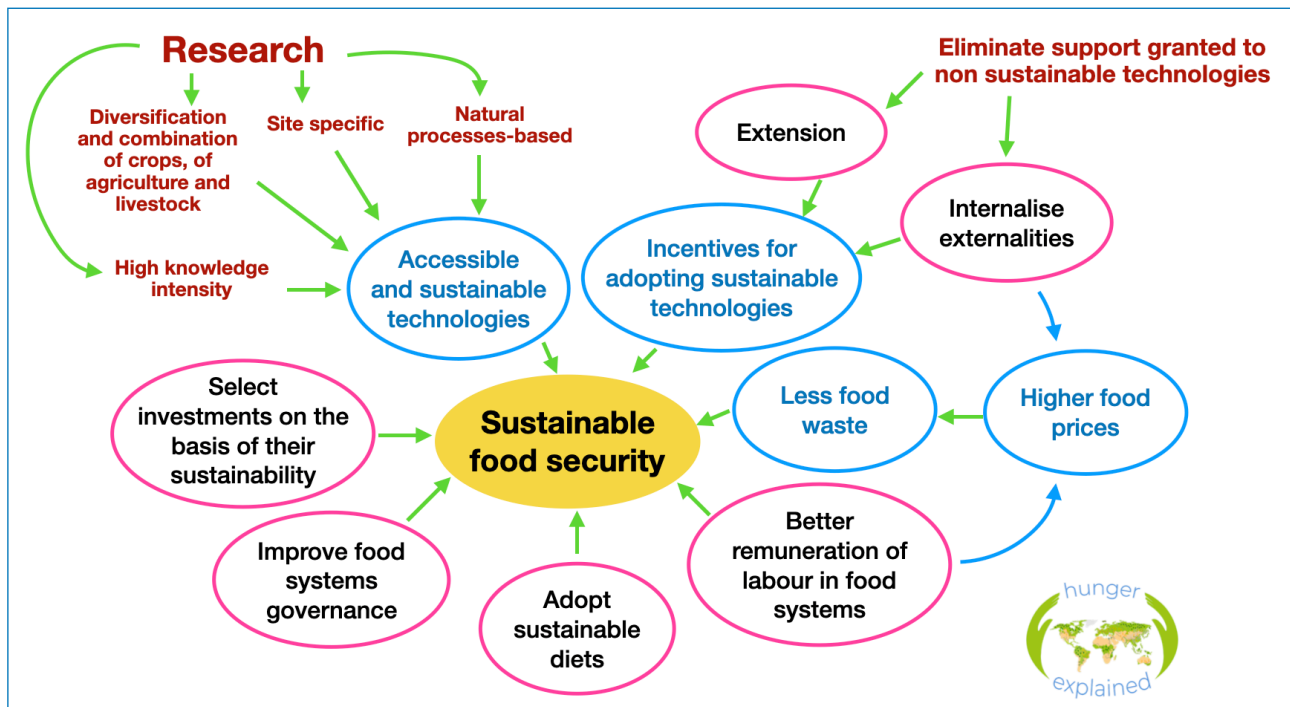 Research
Diversification
and combination
of crops, of
agriculture and
livestock
Site specific
Natural
processes-based
High knowledge
intensity
Eliminate support granted to
non sustainable technologies
Extension
Internalise
externalities
Accessible
and sustainable
technologies
Incentives for
adopting sustainable
technologies
Select
investments on the
basis of their
sustainability
Sustainable
food security
Less food
waste
Higher food
prices
Improve food
systems
governance
Adopt
sustainable
diets
Better
remuneration of
labour in food
systems
hunger
explained